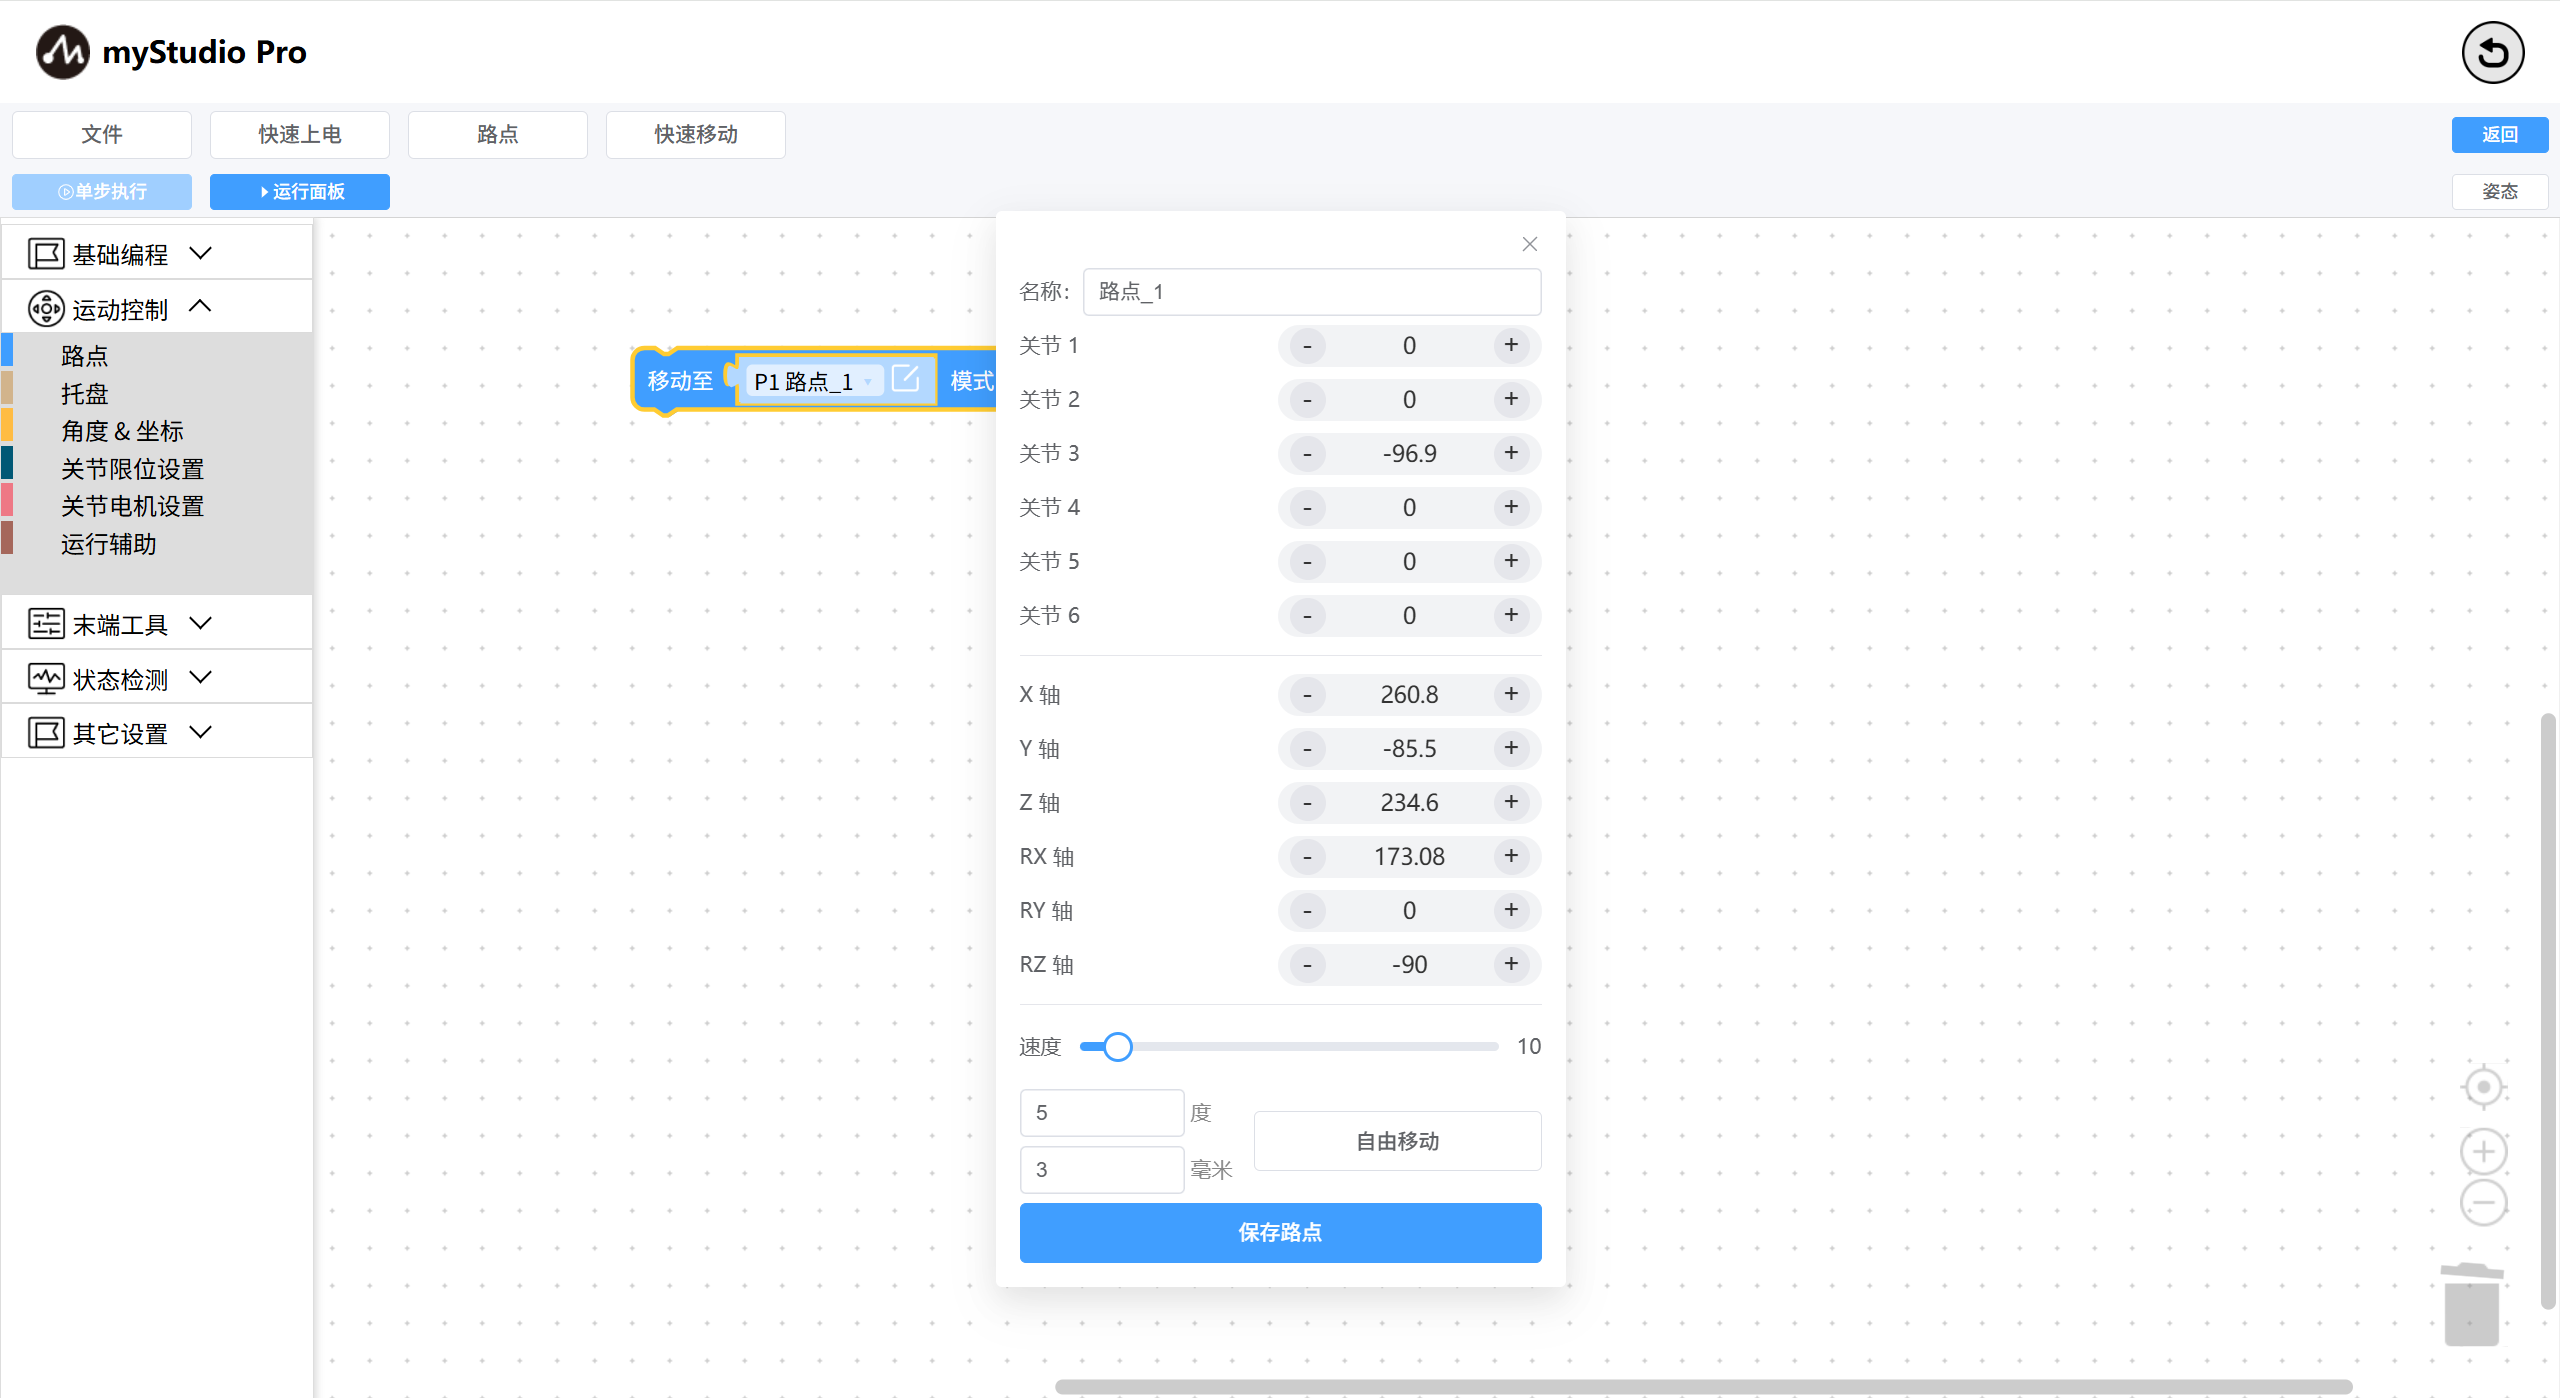 myStudio Pro
文件
快速上电
路点
快速移动
返回
单步执行
运行面板
姿态
基础编程
运动控制
路点
托盘
角度 & 坐标
关节限位设置
关节电机设置
运行辅助
末端工具
状态检测
其它设置
移动至 P1 路点_1 模式
名称: 路点_1
关节 1 - 0 +
关节 2 - 0 +
关节 3 - -96.9 +
关节 4 - 0 +
关节 5 - 0 +
关节 6 - 0 +
X 轴 - 260.8 +
Y 轴 - -85.5 +
Z 轴 - 234.6 +
RX 轴 - 173.08 +
RY 轴 - 0 +
RZ 轴 - -90 +
速度 10
5 度
3 毫米
自由移动
保存路点